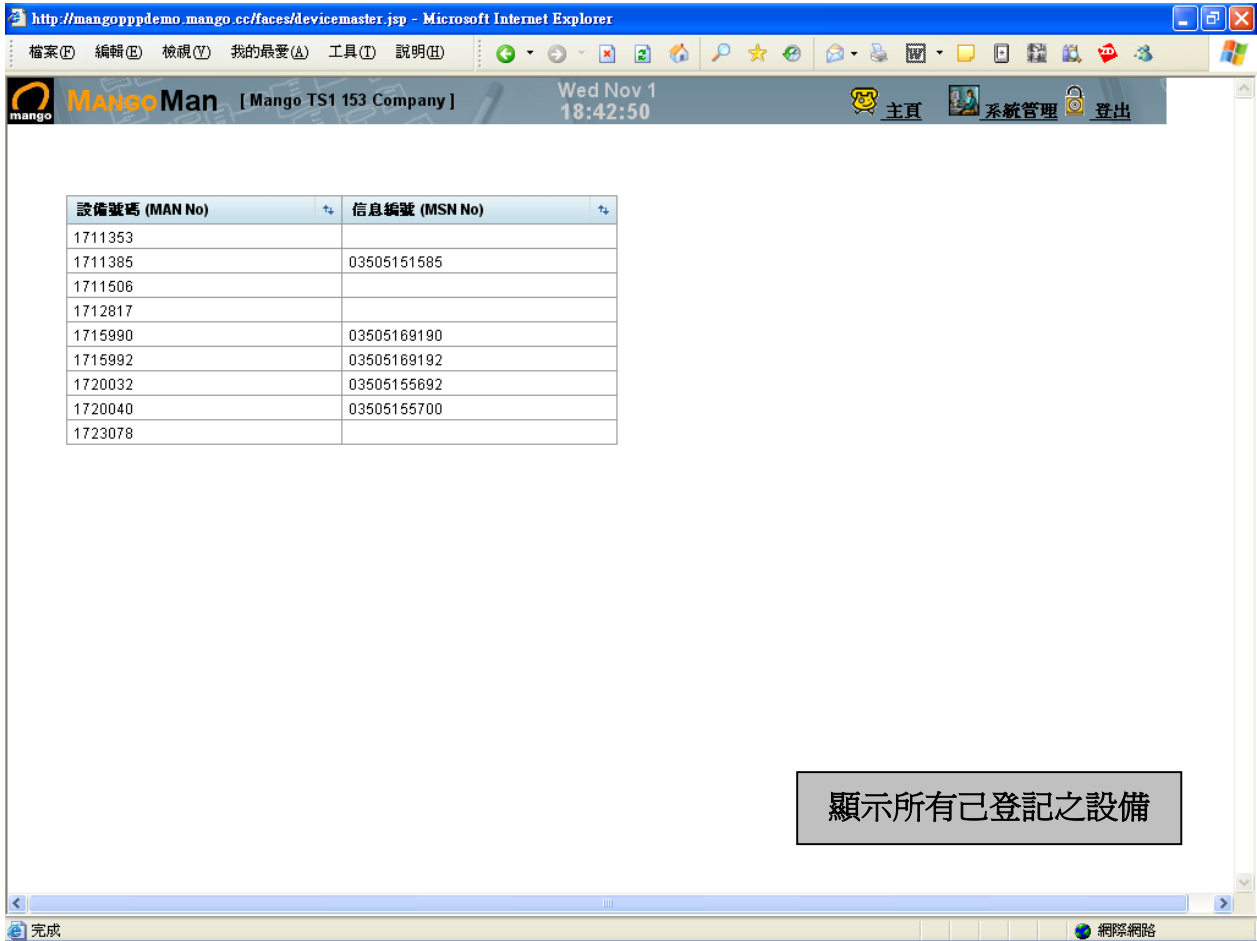 http://mangopppdemo.mango.cc/faces/devicemaster.jsp - Microsoft Internet Explorer
檔案(F) 編輯(E) 檢視(V) 我的最愛(A) 工具(T) 說明(H)
mango MangoMan [ Mango TS1 153 Company ] Wed Nov 1 主頁 系統管理 登出
18:42:50
設備號碼 (MAN No) 信息編號 (MSN No)
1711353
1711385 03505151585
1711506
1712817
1715990 03505169190
1715992 03505169192
1720032 03505155692
1720040 03505155700
1723078
顯示所有己登記之設備
完成 網際網路